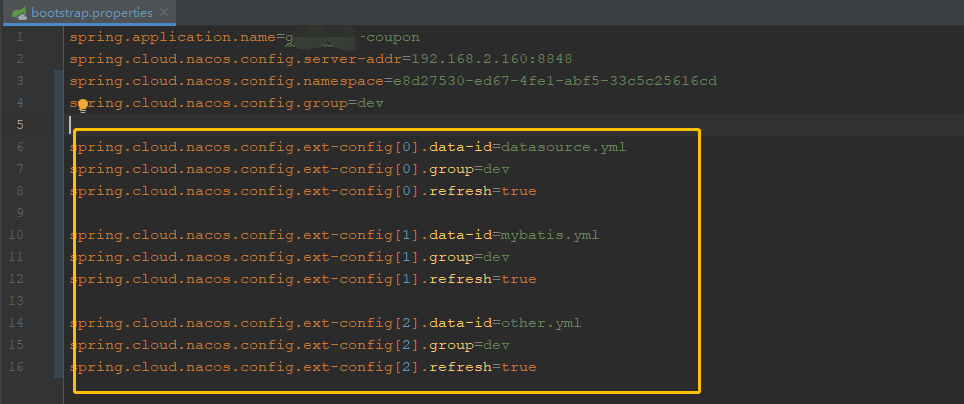 bootstrap.properties
1 spring.application.name= -coupon
2 spring.cloud.nacos.config.server-addr=192.168.2.160:8848
3 spring.cloud.nacos.config.namespace=e8d27530-ed67-4fe1-abf5-33c5c25616cd
4 spring.cloud.nacos.config.group=dev
5
6 spring.cloud.nacos.config.ext-config[0].data-id=datasource.yml
7 spring.cloud.nacos.config.ext-config[0].group=dev
8 spring.cloud.nacos.config.ext-config[0].refresh=true
9
10 spring.cloud.nacos.config.ext-config[1].data-id=mybatis.yml
11 spring.cloud.nacos.config.ext-config[1].group=dev
12 spring.cloud.nacos.config.ext-config[1].refresh=true
13
14 spring.cloud.nacos.config.ext-config[2].data-id=other.yml
15 spring.cloud.nacos.config.ext-config[2].group=dev
16 spring.cloud.nacos.config.ext-config[2].refresh=true